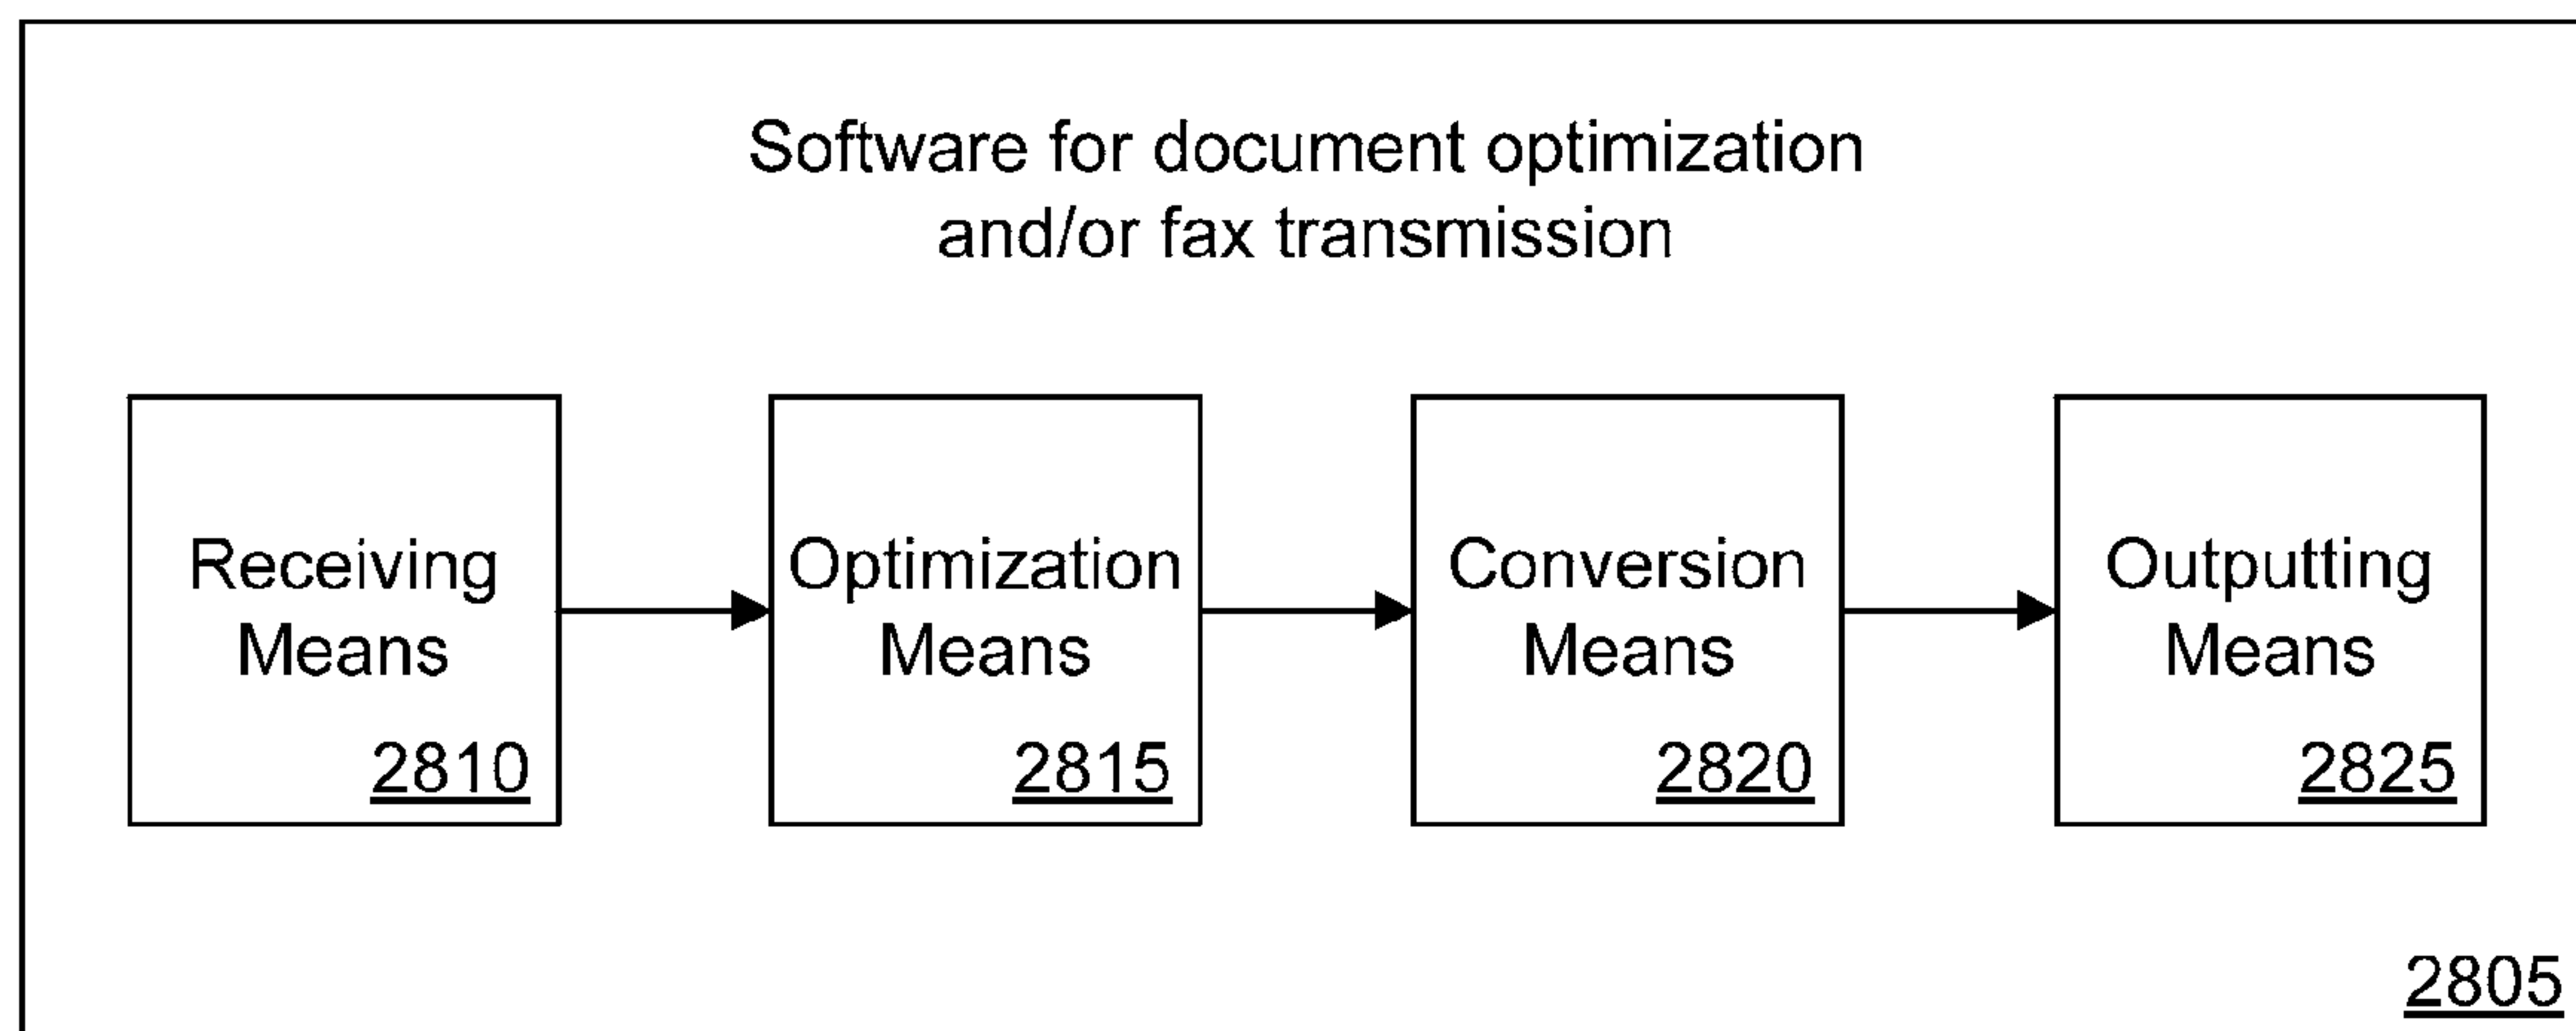 Software for document optimization
and/or fax transmission
Receiving
Means
2810
Optimization
Means
2815
Conversion
Means
2820
Outputting
Means
2825
2805